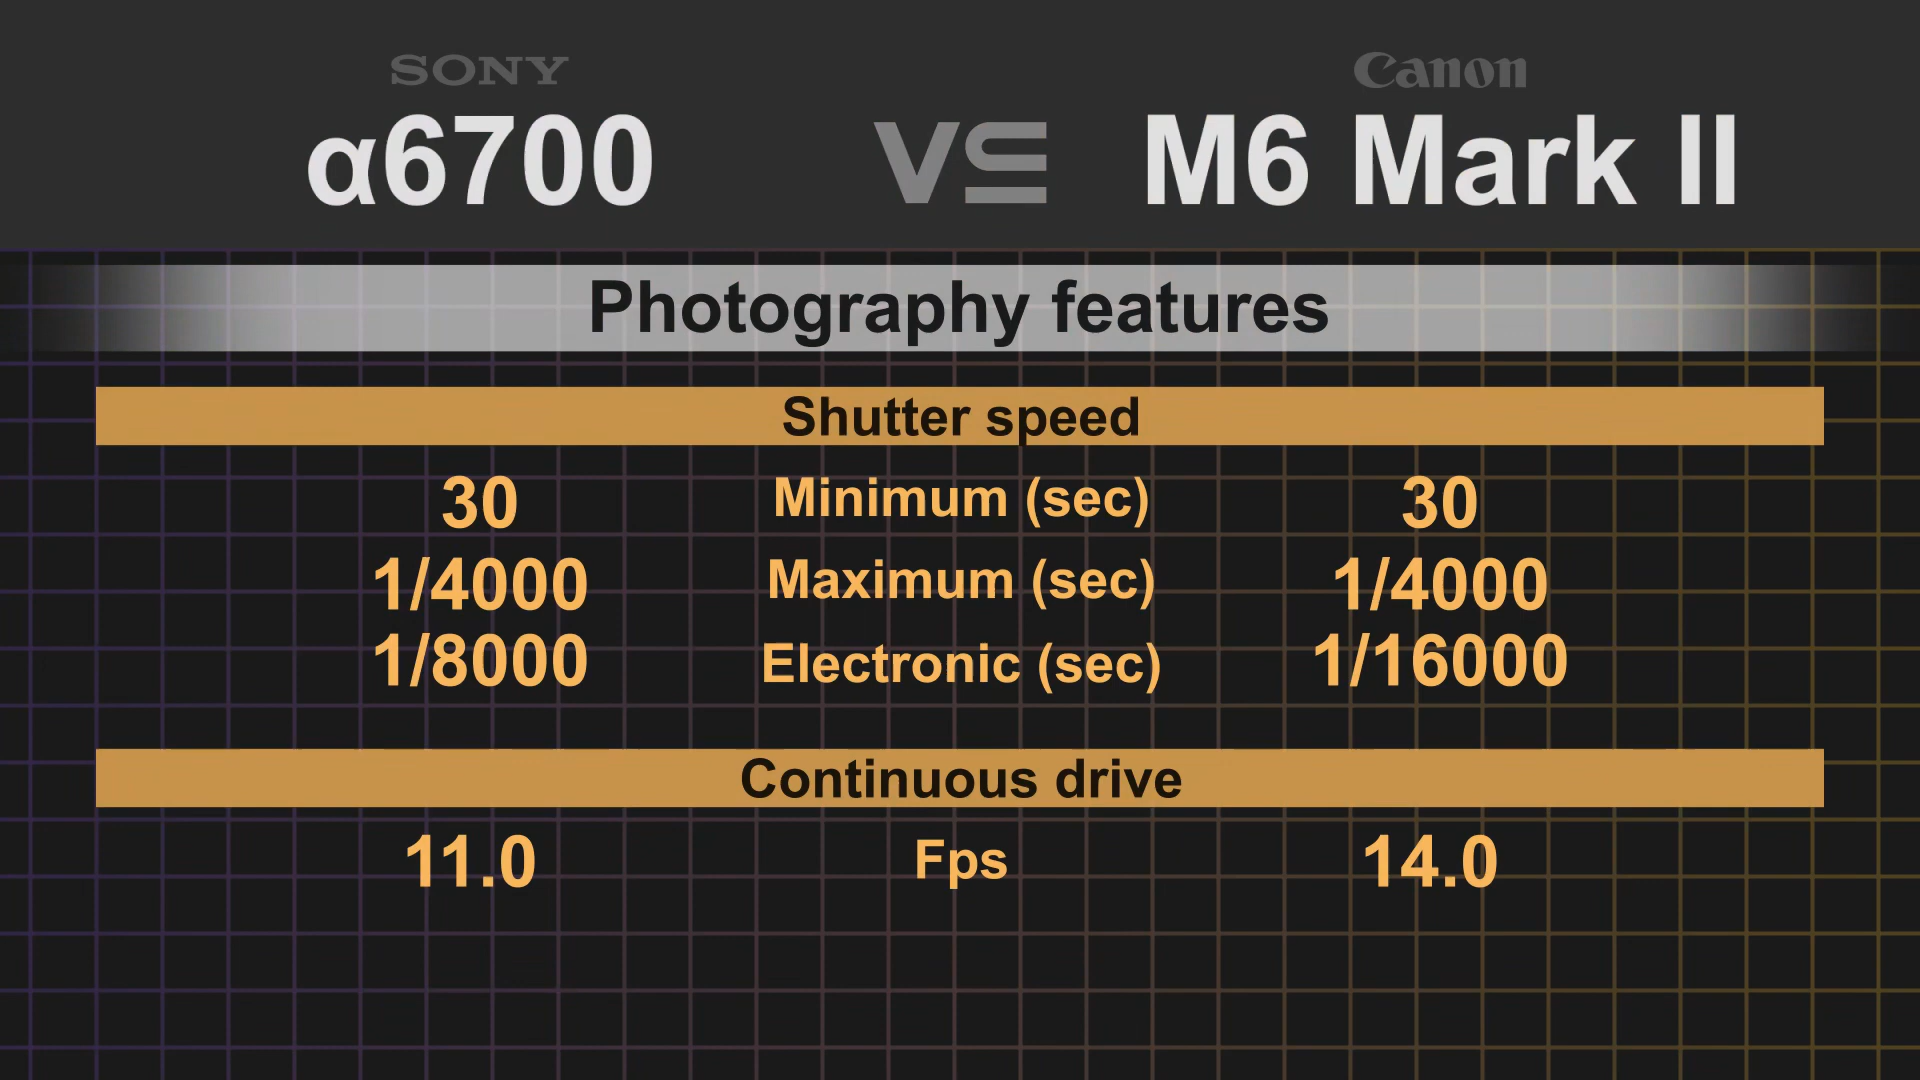 SONY
Canon
α6700
VS
M6 Mark II
Photography features
Shutter speed
30 Minimum (sec) 30
1/4000 Maximum (sec) 1/4000
1/8000 Electronic (sec) 1/16000
Continuous drive
11.0 Fps 14.0